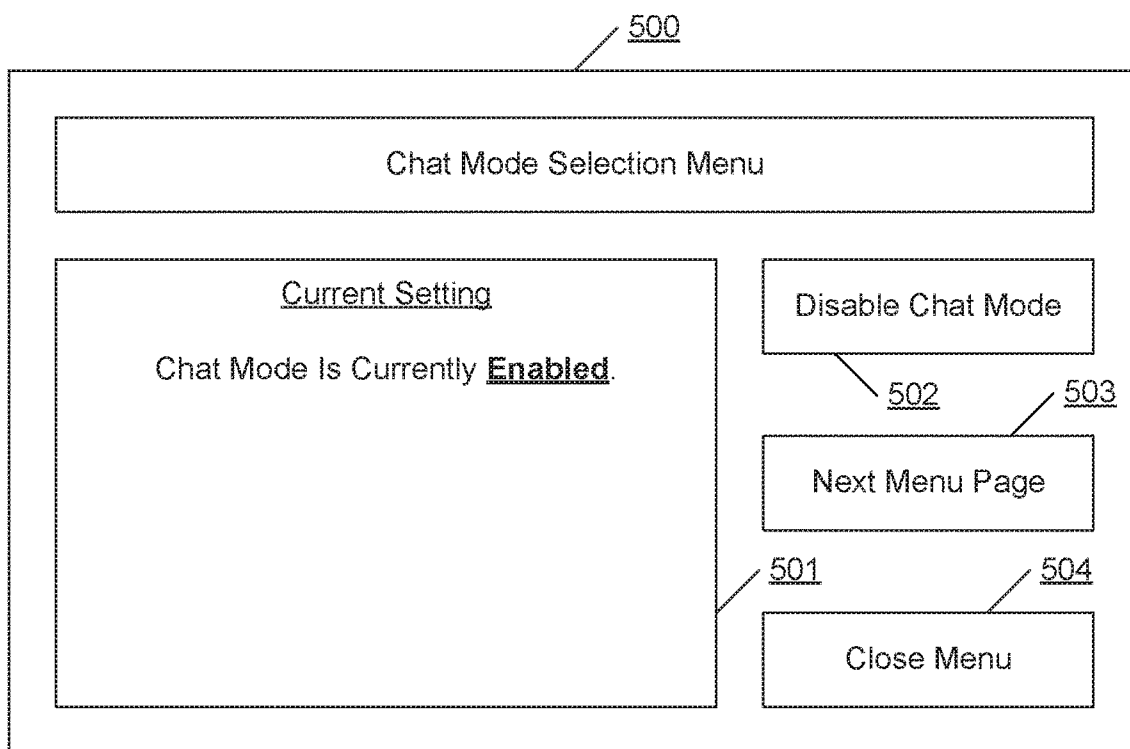 500
Chat Mode Selection Menu
Current Setting
Chat Mode Is Currently Enabled.
Disable Chat Mode
502
503
Next Menu Page
501
504
Close Menu